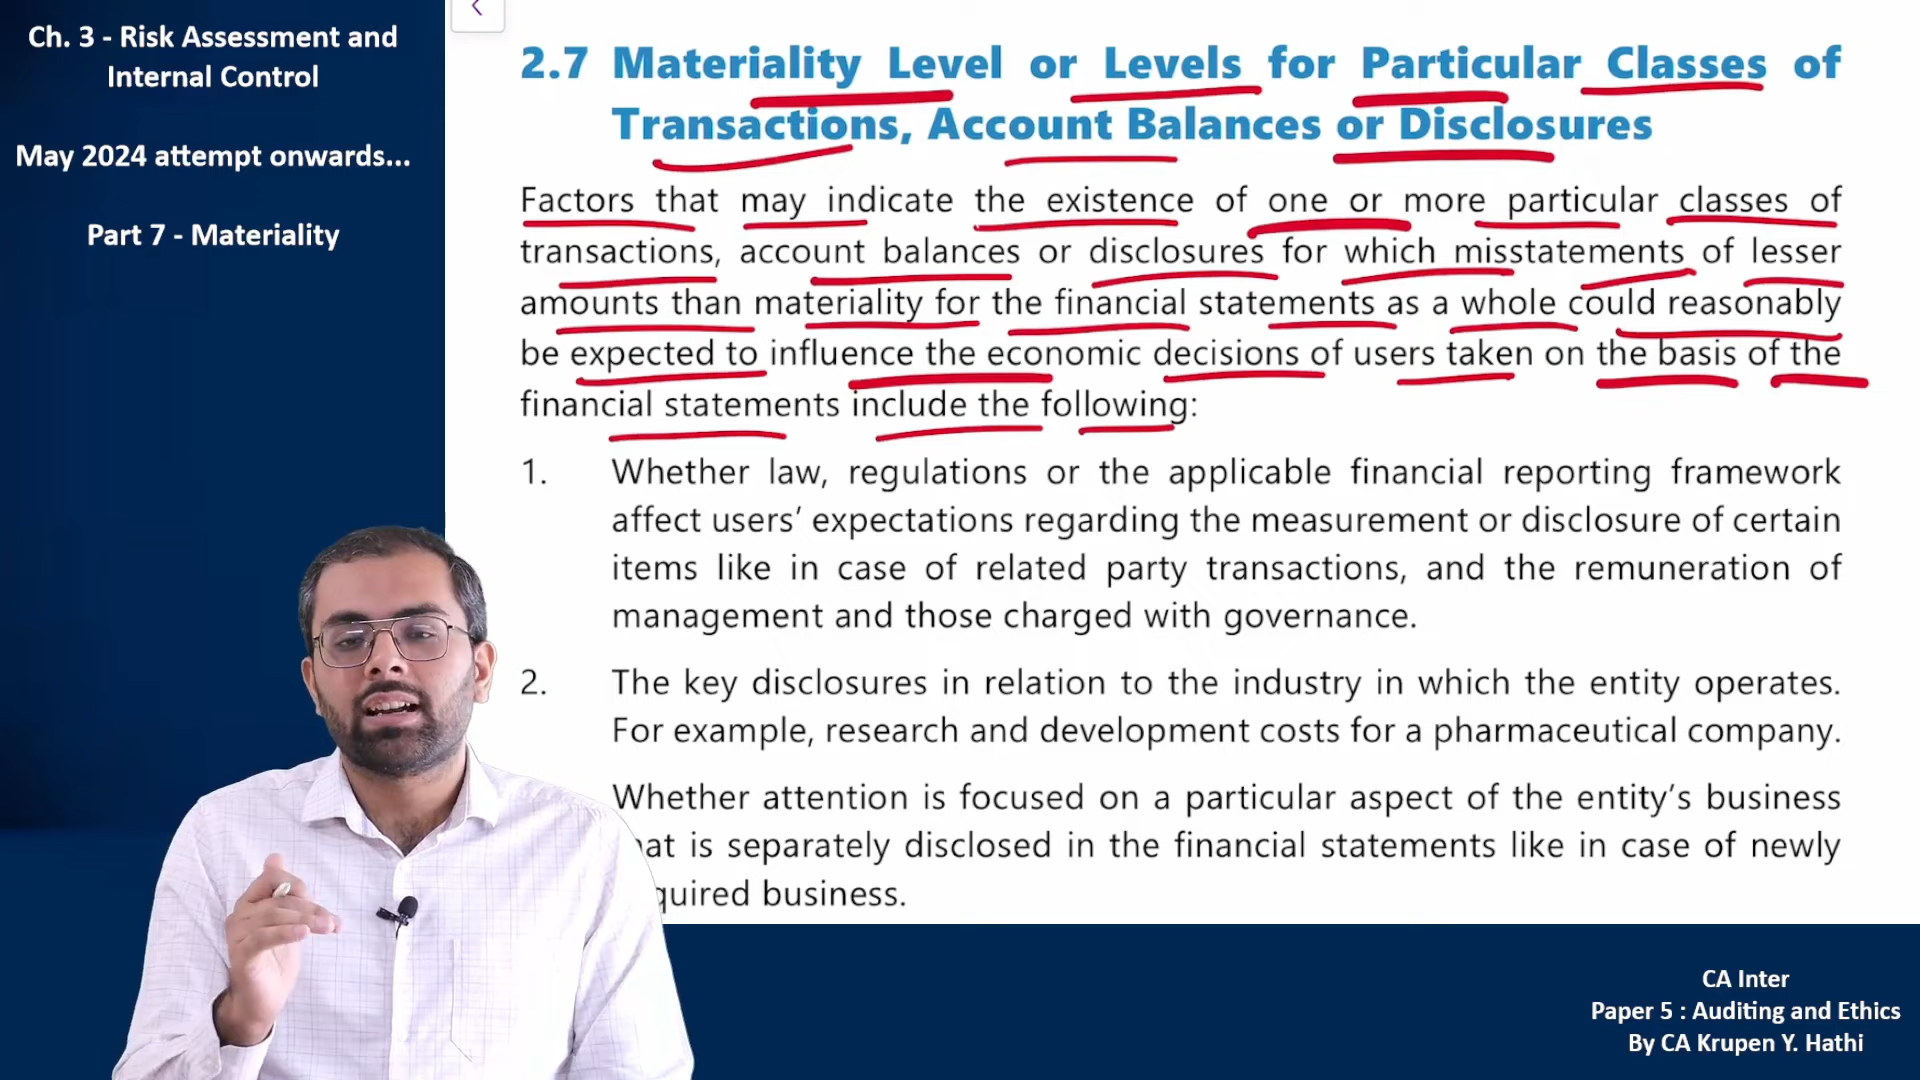 Ch. 3 - Risk Assessment and
Internal Control
May 2024 attempt onwards...
Part 7 - Materiality
2.7 Materiality Level or Levels for Particular Classes of
Transactions, Account Balances or Disclosures
Factors that may indicate the existence of one or more particular classes of
transactions, account balances or disclosures for which misstatements of lesser
amounts than materiality for the financial statements as a whole could reasonably
be expected to influence the economic decisions of users taken on the basis of the
financial statements include the following:
1. Whether law, regulations or the applicable financial reporting framework
affect users’ expectations regarding the measurement or disclosure of certain
items like in case of related party transactions, and the remuneration of
management and those charged with governance.
2. The key disclosures in relation to the industry in which the entity operates.
For example, research and development costs for a pharmaceutical company.
Whether attention is focused on a particular aspect of the entity’s business
is separately disclosed in the financial statements like in case of newly
business.
CA Inter
Paper 5 : Auditing and Ethics
By CA Krupen Y. Hathi